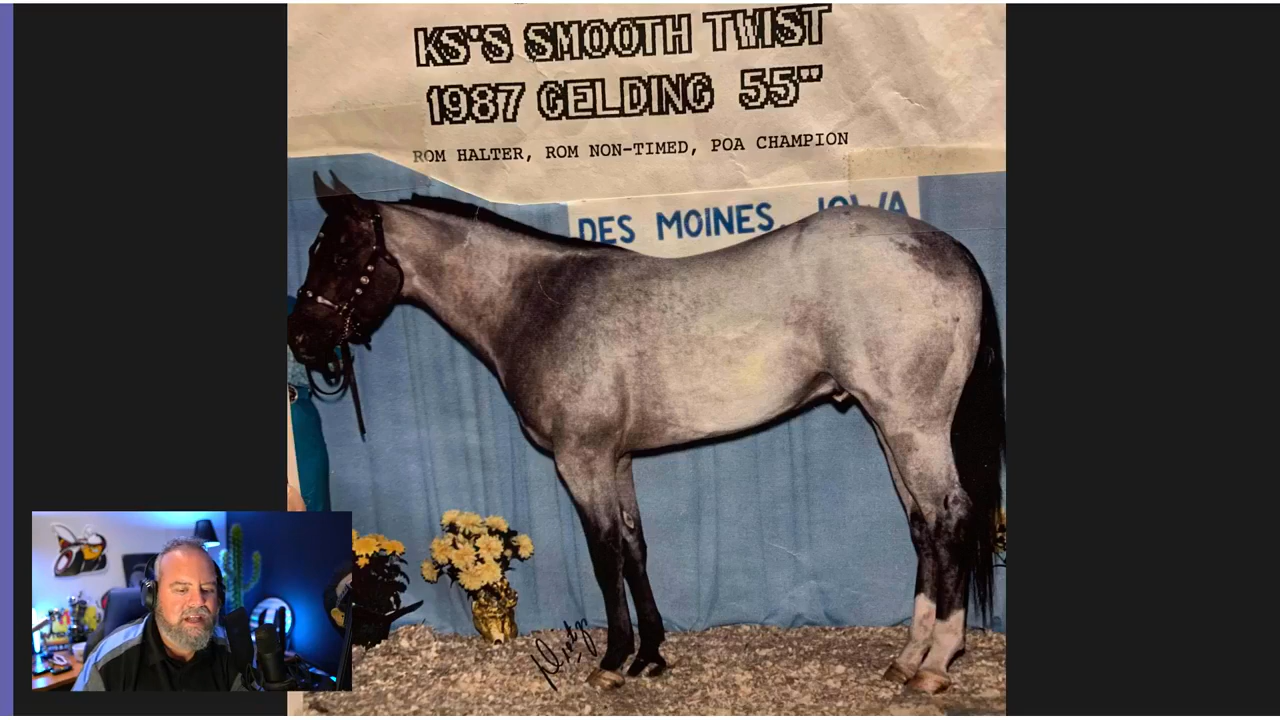 KS'S SMOOTH TWIST
1987 GELDING 55"
ROM HALTER, ROM NON-TIMED, POA CHAMPION
DES MOINES, IOWA